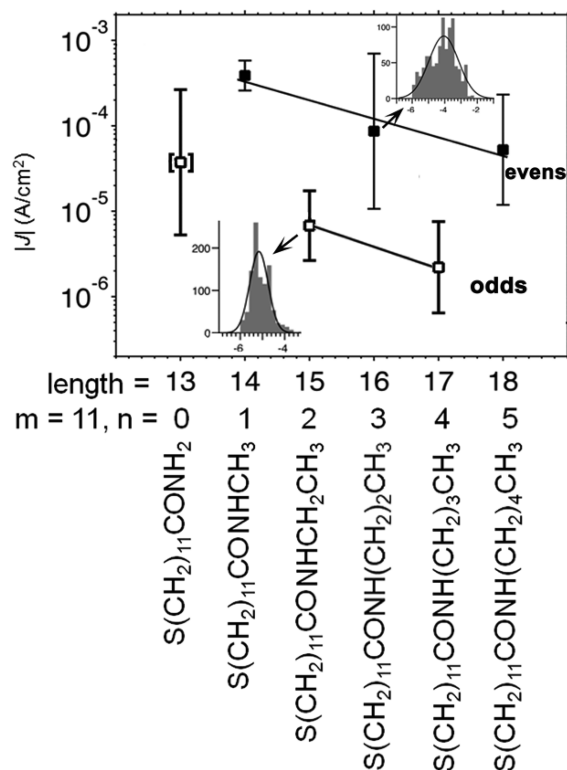 10⁻³
10⁻⁴
10⁻⁵
10⁻⁶
|J| (A/cm²)
100
50
0
-6 -4 -2
evens
200
100
0
-6 -4
odds
[ ]
length = 13 14 15 16 17 18
m = 11, n = 0 1 2 3 4 5
S(CH₂)₁₁CONH₂
S(CH₂)₁₁CONHCH₃
S(CH₂)₁₁CONHCH₂CH₃
S(CH₂)₁₁CONH(CH₂)₂CH₃
S(CH₂)₁₁CONH(CH₂)₃CH₃
S(CH₂)₁₁CONH(CH₂)₄CH₃